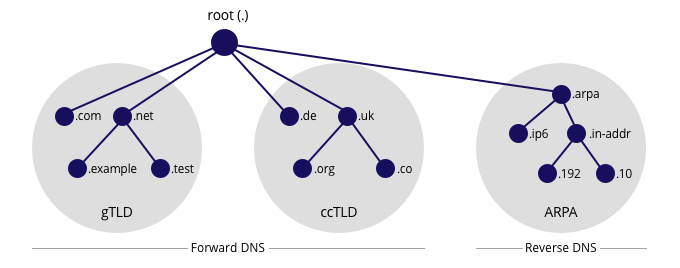 root (.)
.com
.net
.de
.uk
.arpa
.ip6
.in-addr
.example
.test
.org
.co
.192
.10
gTLD
ccTLD
ARPA
Forward DNS
Reverse DNS